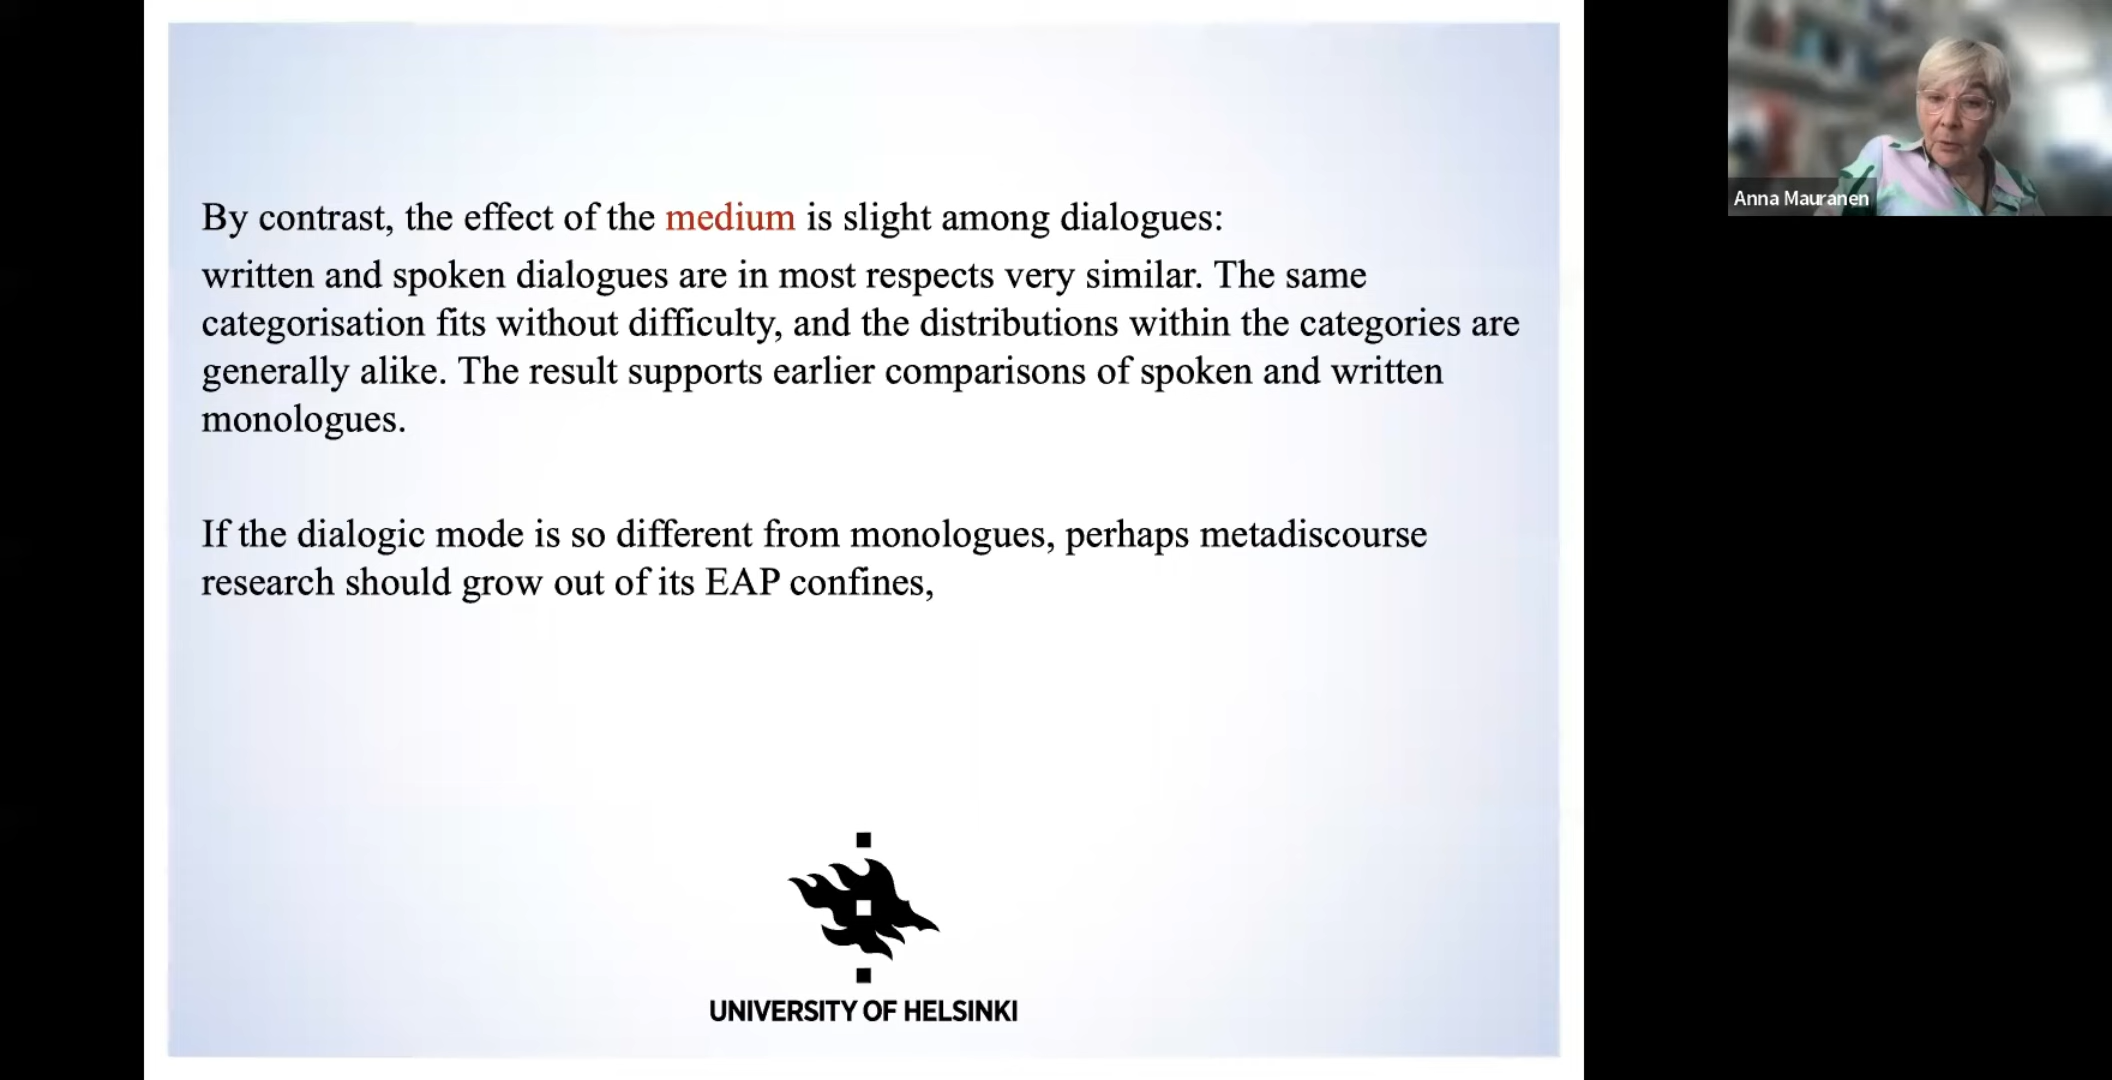 By contrast, the effect of the medium is slight among dialogues:
written and spoken dialogues are in most respects very similar. The same
categorisation fits without difficulty, and the distributions within the categories are
generally alike. The result supports earlier comparisons of spoken and written
monologues.
If the dialogic mode is so different from monologues, perhaps metadiscourse
research should grow out of its EAP confines,
UNIVERSITY OF HELSINKI
Anna Mauranen